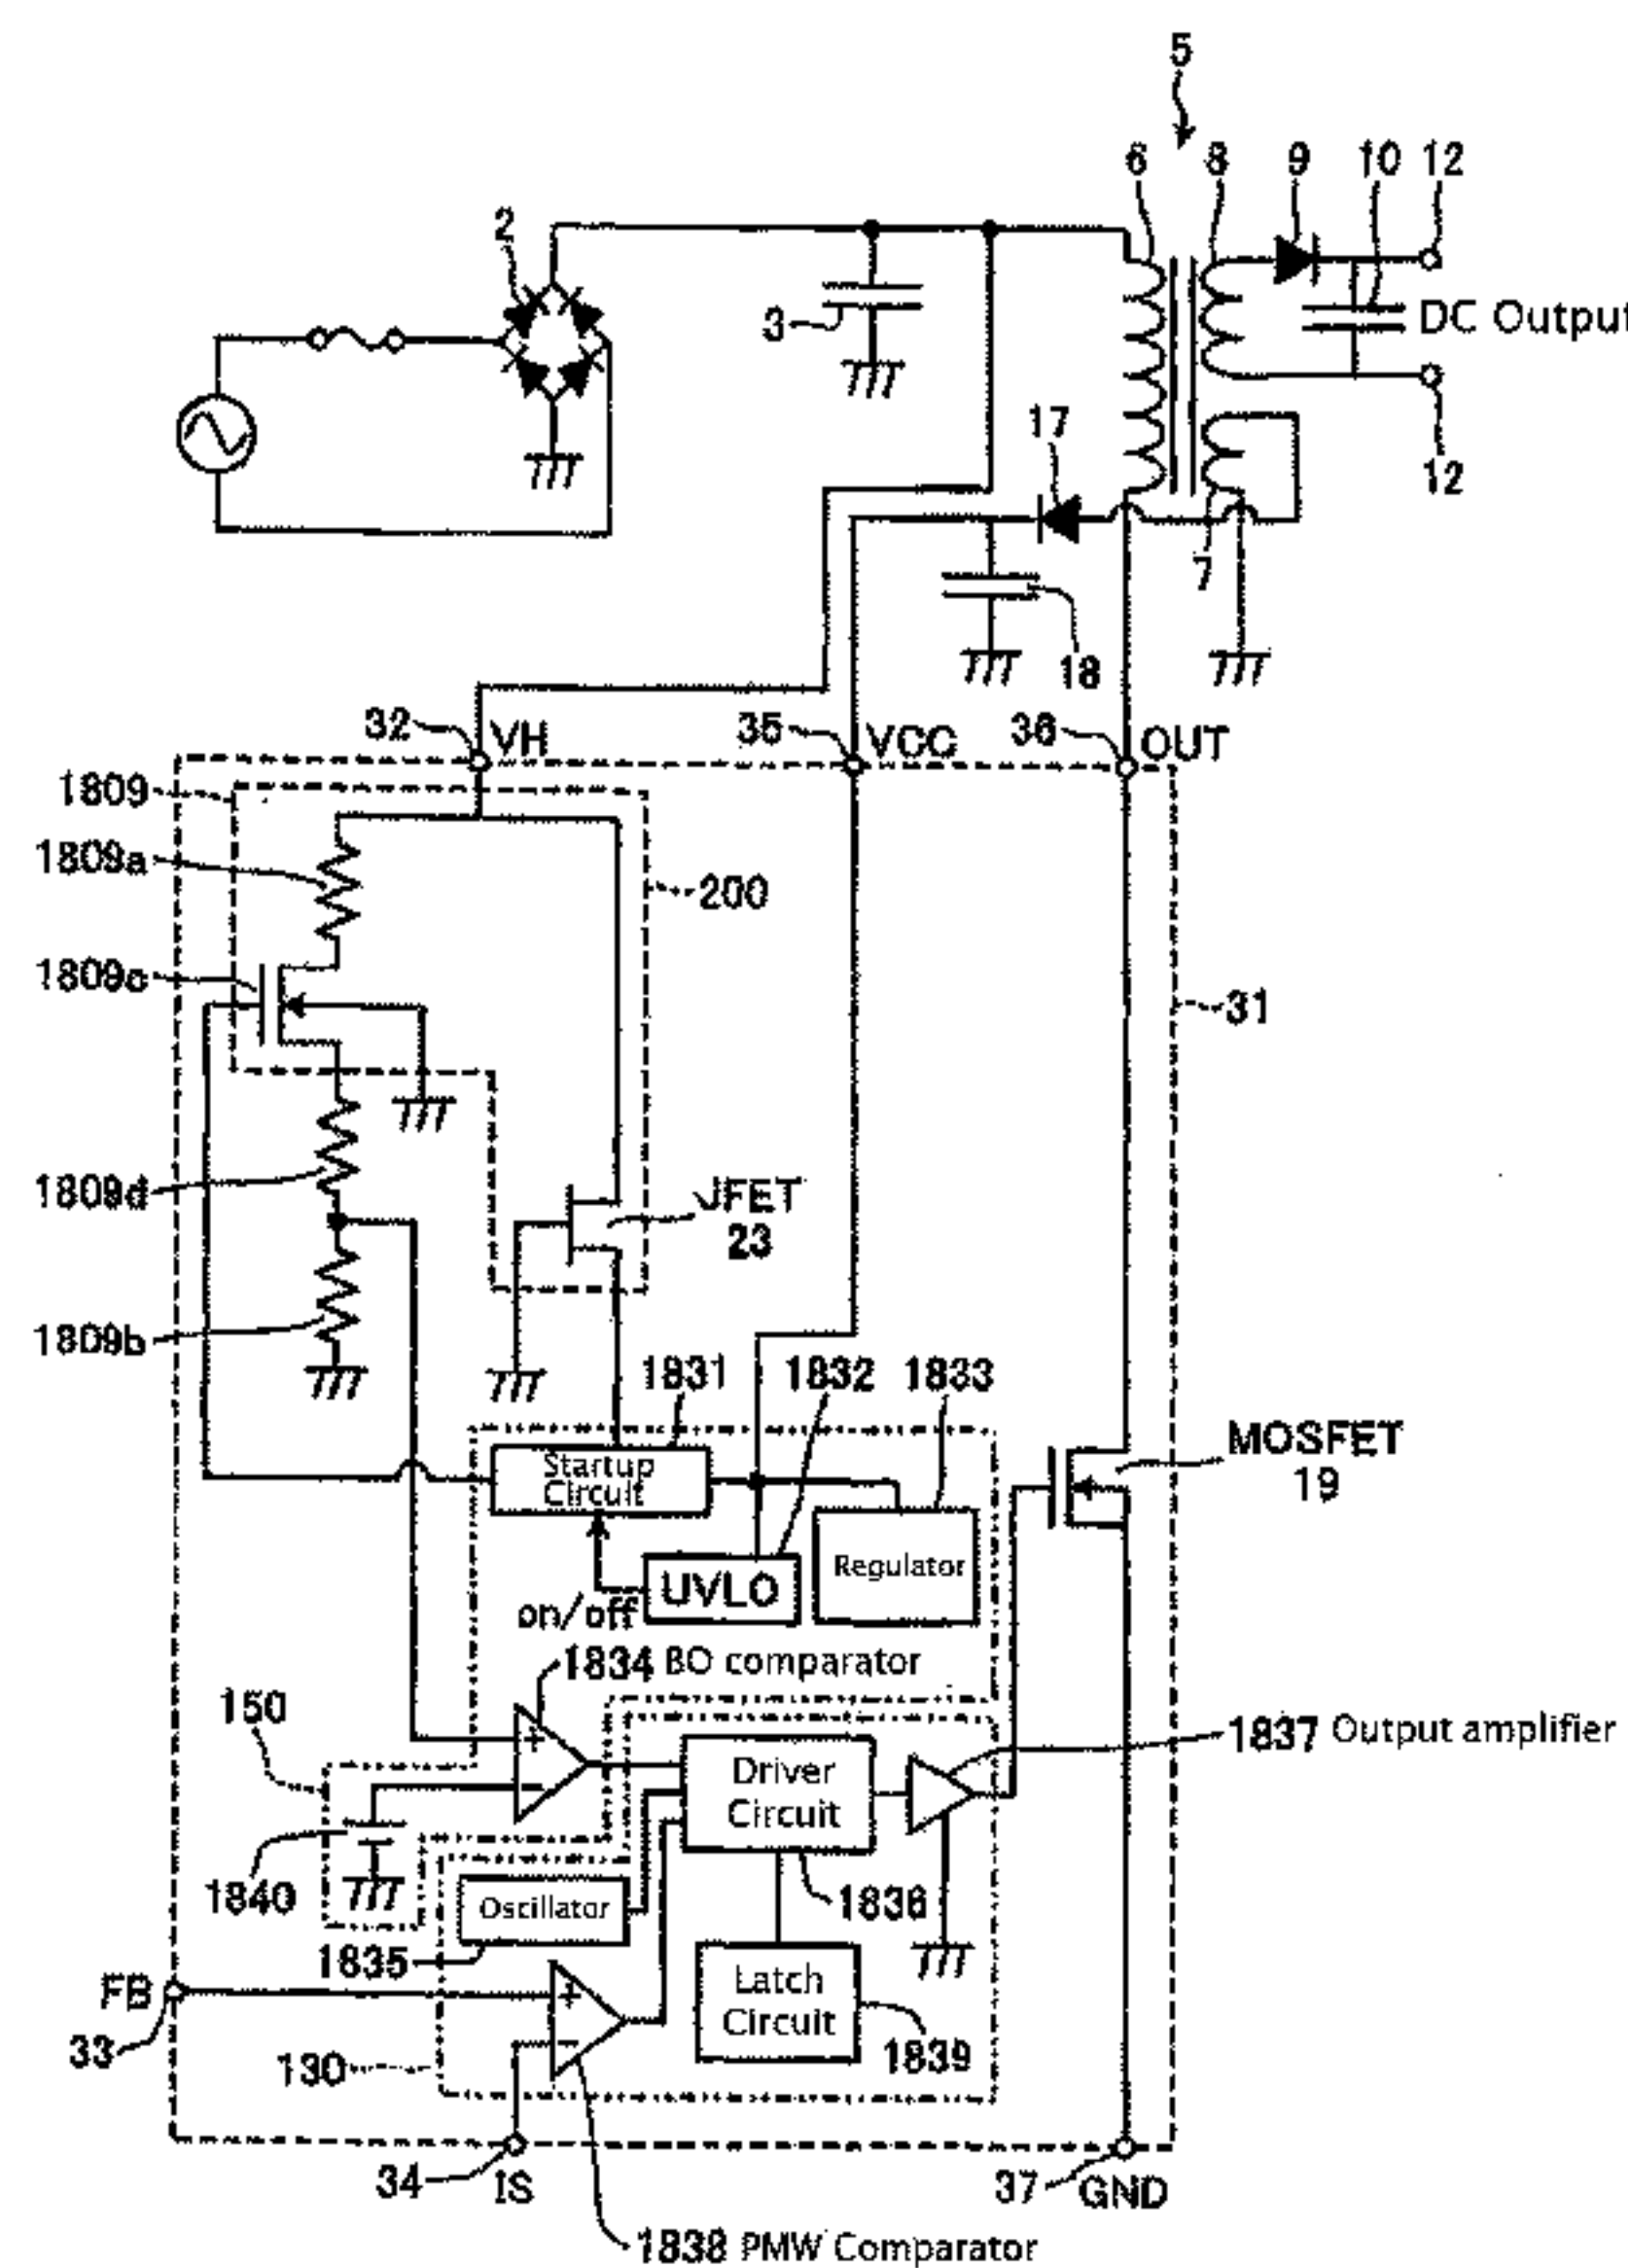 5
6 8 9 10 12
2
3
DC Output
17
12
7
18
32 VH 35 VCC 36 OUT
1809
1809a
200
1809c
31
1809d
JFET
23
1809b
1831 1832 1833
MOSFET
19
Startup
Circuit
Regulator
UVLO
on/off
1834 BO comparator
150
1837 Output amplifier
Driver
Circuit
1840
Oscillator
1836
1835
FB
Latch
Circuit
33
130
1839
34 IS
37 GND
1838 PMW Comparator